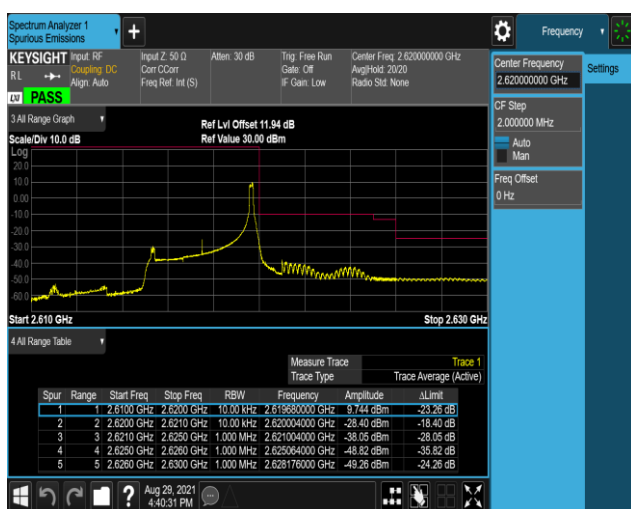 Spectrum Analyzer 1
Spurious Emissions
Frequency
KEYSIGHT Input: RF Input Z: 50 Ω Atten: 30 dB Trig: Free Run Center Freq: 2.620000000 GHz
RL Coupling: DC Corr CCorr Gate: Off Avg|Hold: 20/20
Align: Auto Freq Ref: Int (S) IF Gain: Low Radio Std: None
LXI PASS
Center Frequency
2.620000000 GHz
Settings
CF Step
2.000000 MHz
Auto
Man
Freq Offset
0 Hz
3 All Range Graph
Ref Lvl Offset 11.94 dB
Scale/Div 10.0 dB Ref Value 30.00 dBm
Log
20.0
10.0
0.00
-10.0
-20.0
-30.0
-40.0
-50.0
-60.0
Start 2.610 GHz Stop 2.630 GHz
4 All Range Table
Measure Trace Trace 1
Trace Type Trace Average (Active)
Spur Range Start Freq Stop Freq RBW Frequency Amplitude ΔLimit
1 1 2.6100 GHz 2.6200 GHz 10.00 kHz 2.619680000 GHz 9.744 dBm -23.26 dB
2 2 2.6200 GHz 2.6210 GHz 10.00 kHz 2.620004000 GHz -28.40 dBm -18.40 dB
3 3 2.6210 GHz 2.6250 GHz 1.000 MHz 2.621004000 GHz -38.05 dBm -28.05 dB
4 4 2.6250 GHz 2.6260 GHz 1.000 MHz 2.625064000 GHz -48.82 dBm -35.82 dB
5 5 2.6260 GHz 2.6300 GHz 1.000 MHz 2.628176000 GHz -49.26 dBm -24.26 dB
Aug 29, 2021
4:40:31 PM